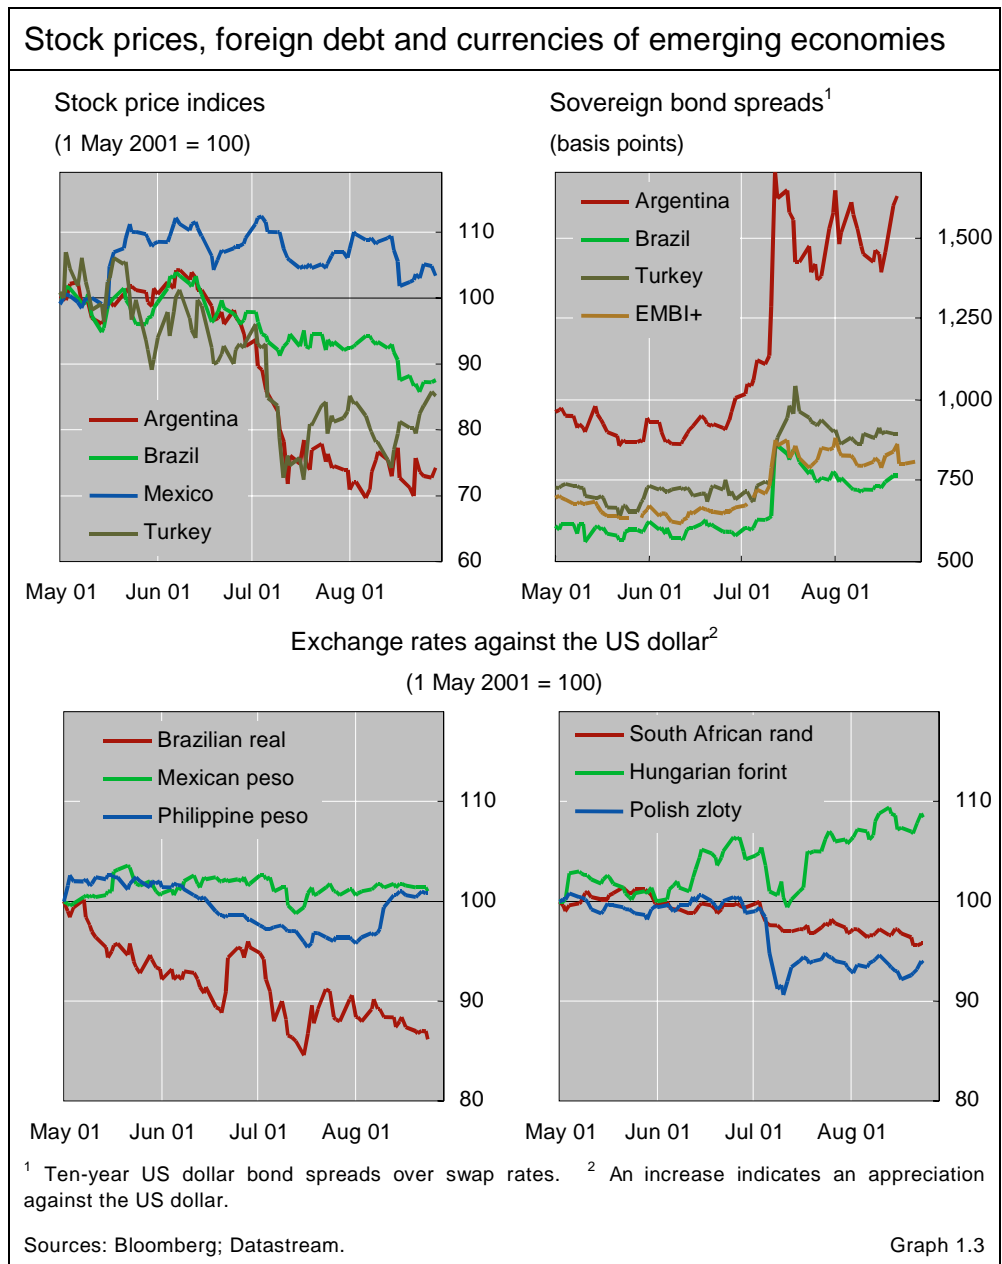 Stock prices, foreign debt and currencies of emerging economies
Stock price indices
(1 May 2001 = 100)
110
100
90
80
70
60
Argentina
Brazil
Mexico
Turkey
May 01 Jun 01 Jul 01 Aug 01
Sovereign bond spreads¹
(basis points)
Argentina
Brazil
Turkey
EMBI+
1,500
1,250
1,000
750
500
May 01 Jun 01 Jul 01 Aug 01
Exchange rates against the US dollar²
(1 May 2001 = 100)
Brazilian real
Mexican peso
Philippine peso
110
100
90
80
May 01 Jun 01 Jul 01 Aug 01
South African rand
Hungarian forint
Polish zloty
110
100
90
80
May 01 Jun 01 Jul 01 Aug 01
¹ Ten-year US dollar bond spreads over swap rates. ² An increase indicates an appreciation
against the US dollar.
Sources: Bloomberg; Datastream. Graph 1.3